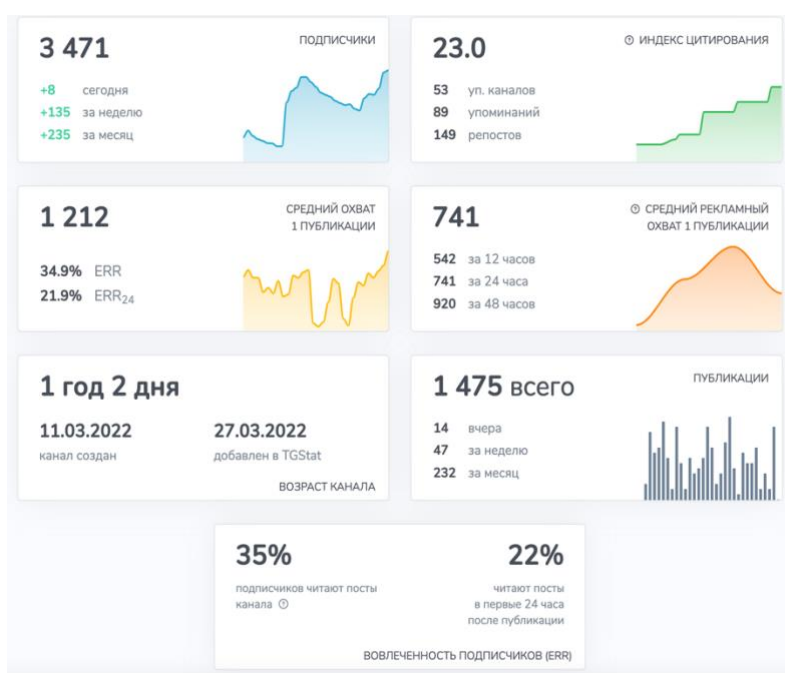 3 471
ПОДПИСЧИКИ
+8 сегодня
+135 за неделю
+235 за месяц
23.0
ИНДЕКС ЦИТИРОВАНИЯ
53 уп. каналов
89 упоминаний
149 репостов
1 212
СРЕДНИЙ ОХВАТ
1 ПУБЛИКАЦИИ
34.9% ERR
21.9% ERR24
741
СРЕДНИЙ РЕКЛАМНЫЙ
ОХВАТ 1 ПУБЛИКАЦИИ
542 за 12 часов
741 за 24 часа
920 за 48 часов
1 год 2 дня
11.03.2022
канал создан
27.03.2022
добавлен в TGStat
ВОЗРАСТ КАНАЛА
1 475 всего
ПУБЛИКАЦИИ
14 вчера
47 за неделю
232 за месяц
35%
подписчиков читают посты
канала
22%
читают посты
в первые 24 часа
после публикации
ВОВЛЕЧЕННОСТЬ ПОДПИСЧИКОВ (ERR)